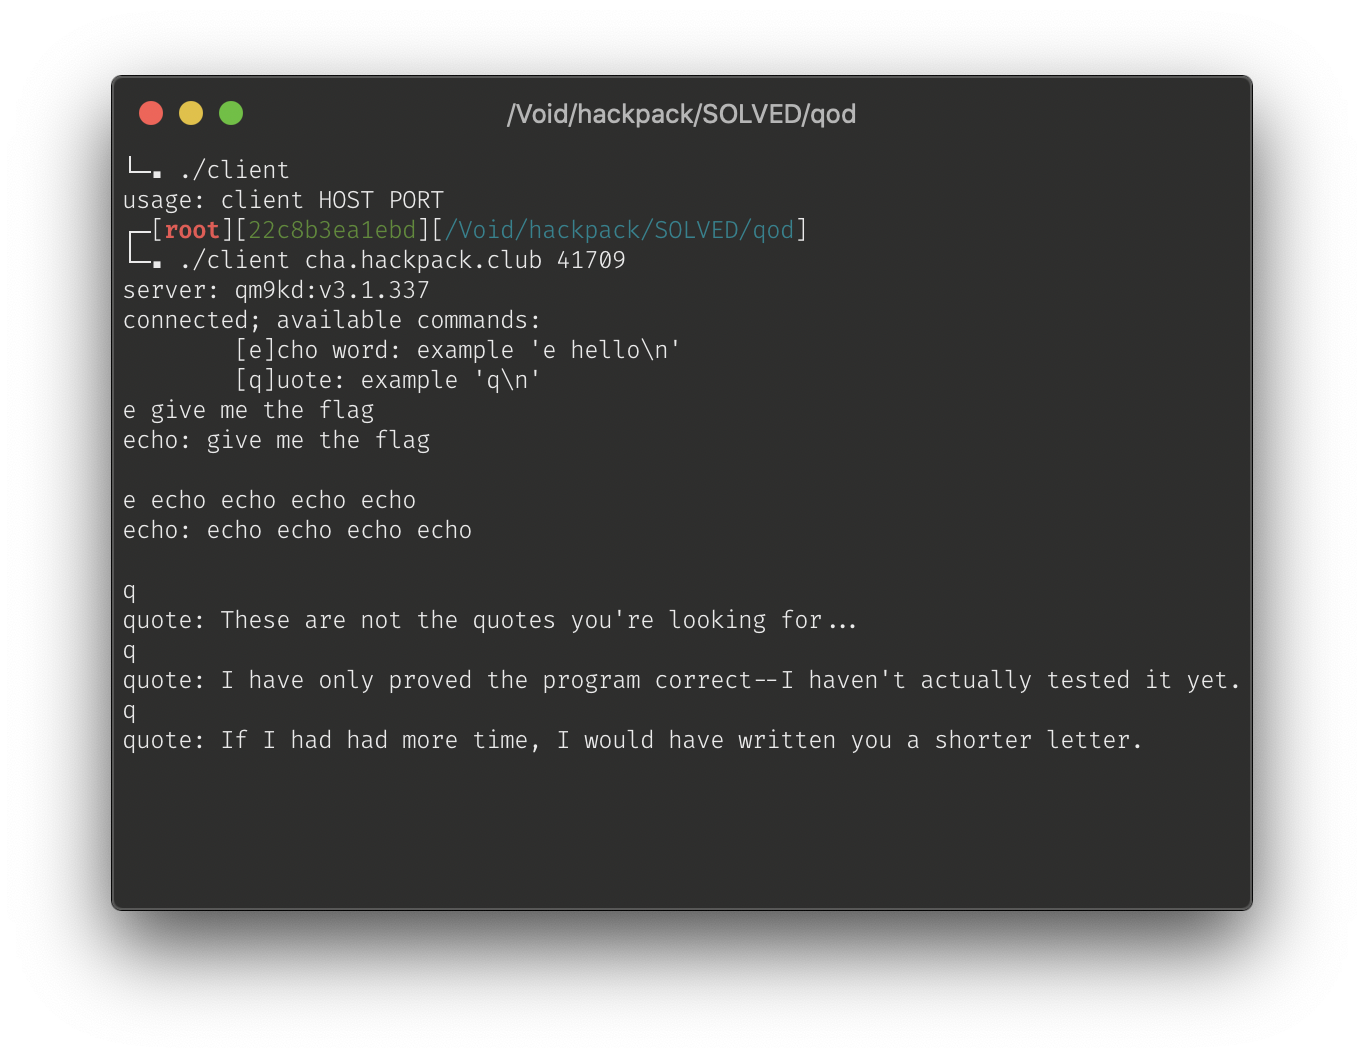 /Void/hackpack/SOLVED/qod
└─▪ ./client
usage: client HOST PORT
┌─[root][22c8b3ea1ebd][/Void/hackpack/SOLVED/qod]
└─▪ ./client cha.hackpack.club 41709
server: qm9kd:v3.1.337
connected; available commands:
        [e]cho word: example 'e hello\n'
        [q]uote: example 'q\n'
e give me the flag
echo: give me the flag

e echo echo echo echo
echo: echo echo echo echo

q
quote: These are not the quotes you're looking for...
q
quote: I have only proved the program correct--I haven't actually tested it yet.
q
quote: If I had had more time, I would have written you a shorter letter.